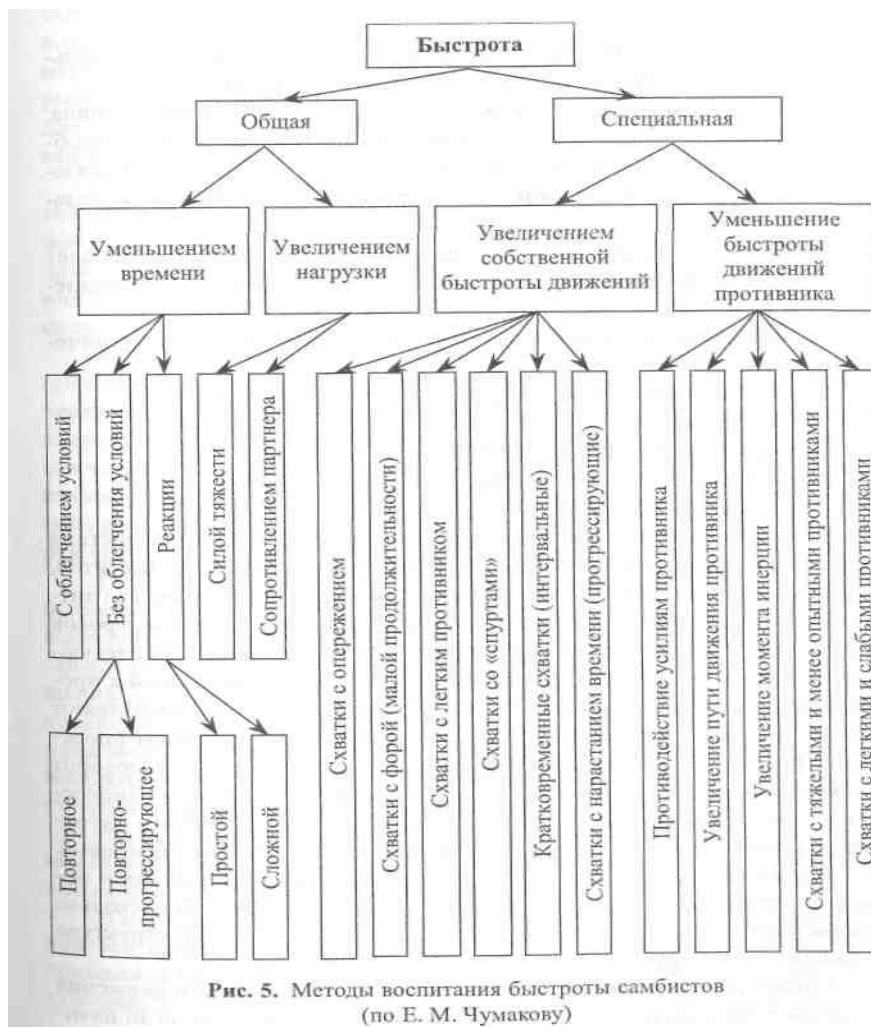 Быстрота
Общая
Специальная
Уменьшением
времени
Увеличением
нагрузки
Увеличением
собственной
быстроты движений
Уменьшение
быстроты
движений
противника
С облегчением условий
Без облегчения условий
Реакции
Силой тяжести
Сопротивлением партнера
Схватки с опережением
Схватки с форой (малой продолжительности)
Схватки с легким противником
Схватки со «спуртами»
Кратковременные схватки (интервальные)
Схватки с нарастанием времени (прогрессирующие)
Противодействие усилиям противника
Увеличение пути движения противника
Увеличение момента инерции
Схватки с тяжелыми и менее опытными противниками
Схватки с легкими и слабыми противниками
Повторное
Повторно-
прогрессирующее
Простой
Сложной
Рис. 5. Методы воспитания быстроты самбистов
(по Е. М. Чумакову)